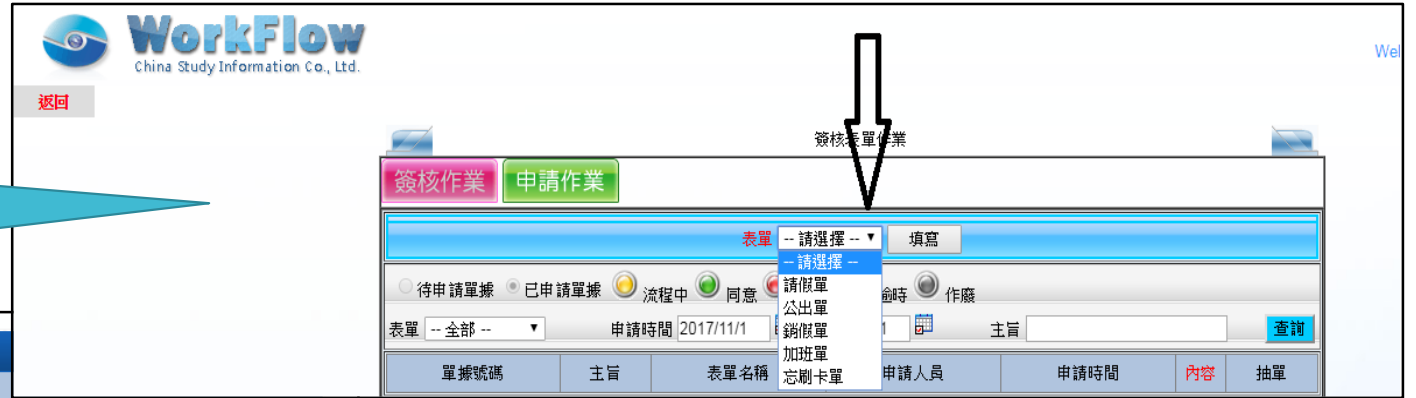 WorkFlow
China Study Information Co., Ltd.
Wel
返回
簽核表單作業
簽核作業 申請作業
表單 -- 請選擇 -- 填寫
-- 請選擇 --
請假單
公出單
銷假單
加班單
忘刷卡單
待申請單據 已申請單據 流程中 同意 逾時 作廢
表單 -- 全部 -- 申請時間 2017/11/1 1 主旨 查詢
單據號碼 主旨 表單名稱 申請人員 申請時間 內容 抽單